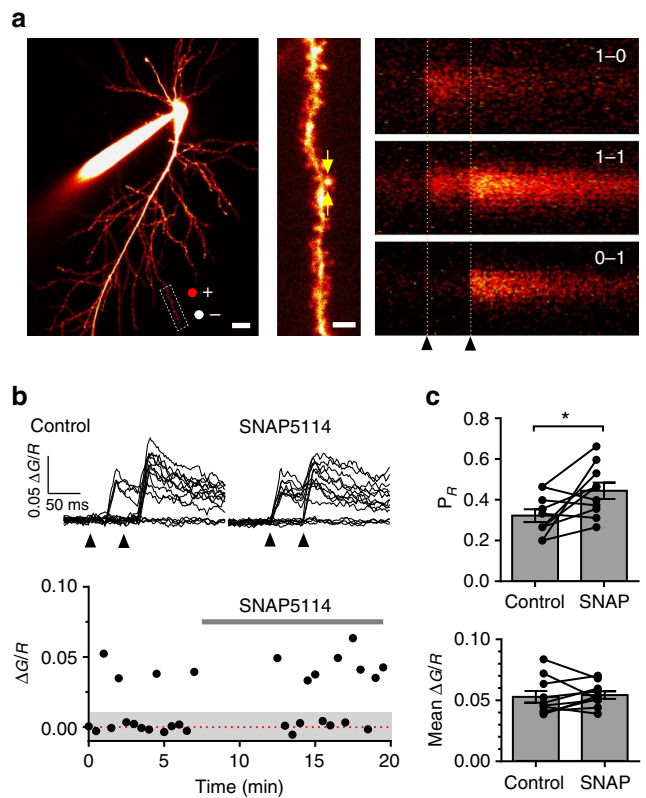 a
1–0
1–1
0–1
+
–
b
Control
SNAP5114
0.05 ΔG/R
50 ms
SNAP5114
ΔG/R
0.10
0.05
0.00
0
5
10
15
20
Time (min)
c
*
P_R
0.8
0.6
0.4
0.2
0.0
Control
SNAP
Mean ΔG/R
0.10
0.05
0.00
Control
SNAP